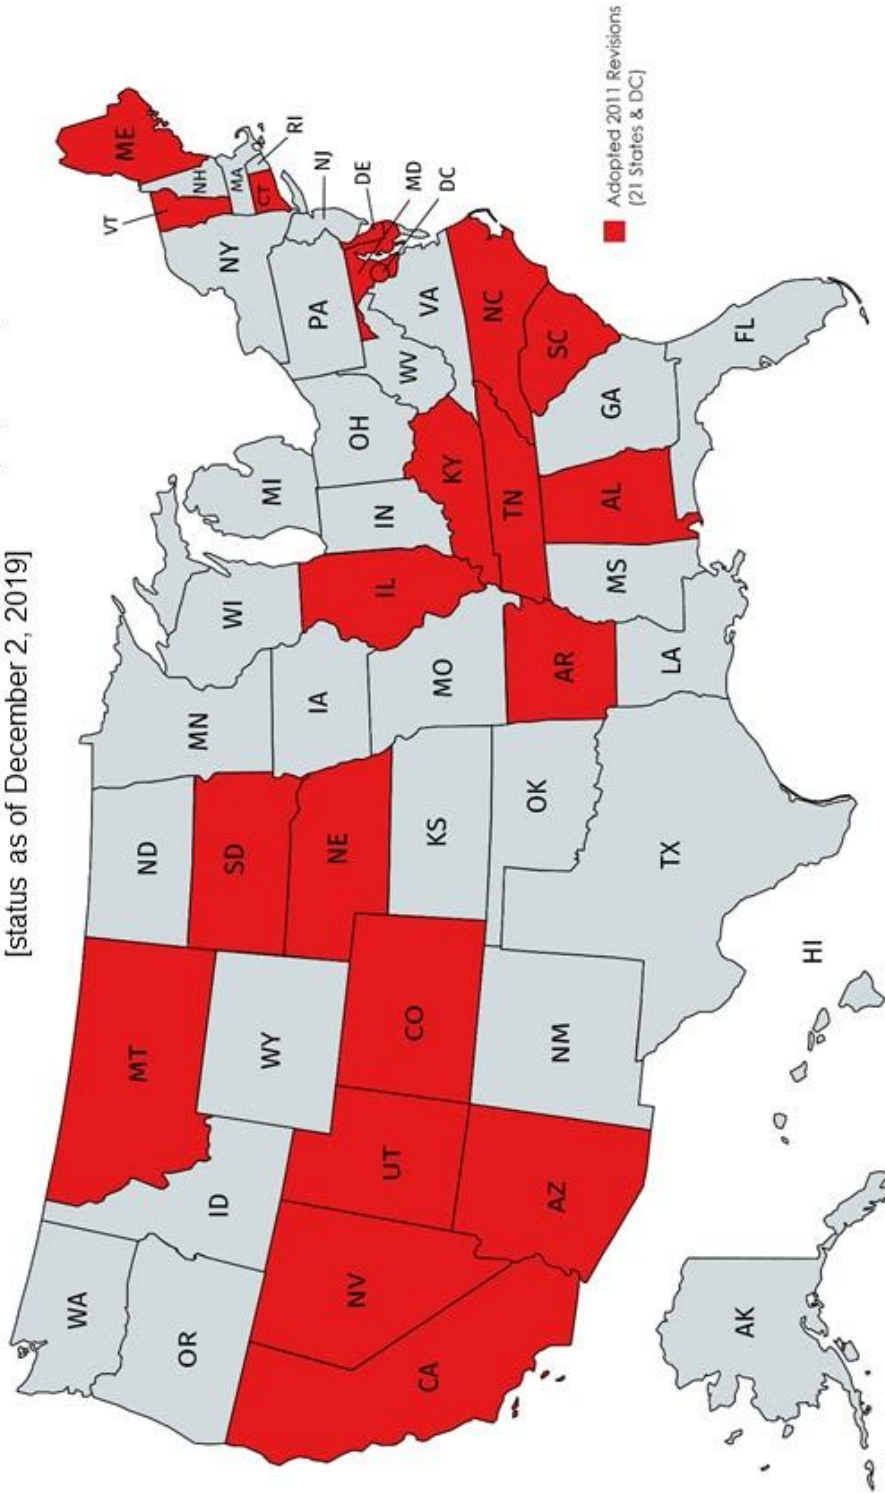 [status as of December 2, 2019]
WA
MT
ND
MN
ME
VT
NH
OR
ID
SD
WI
MI
NY
MA
CT
RI
WY
NE
IA
PA
NJ
NV
UT
CO
IL
IN
OH
DE
MD
DC
CA
KS
MO
KY
WV
VA
AZ
NM
OK
AR
TN
NC
SC
TX
LA
MS
AL
GA
FL
AK
HI
Adopted 2011 Revisions
(21 States & DC)